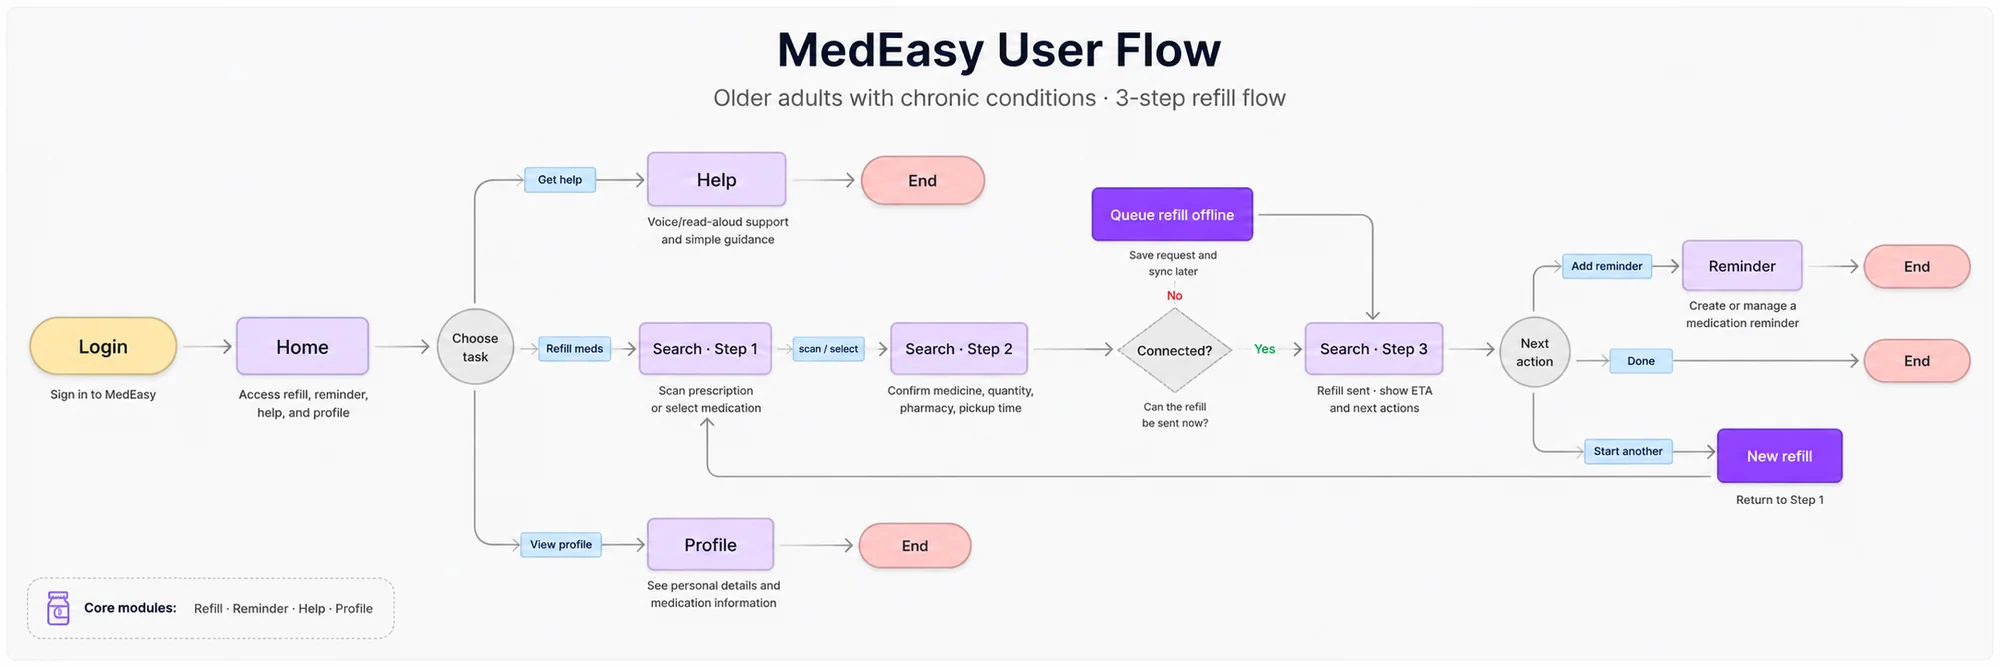 MedEasy User Flow
Older adults with chronic conditions · 3-step refill flow
Login
Sign in to MedEasy
Home
Access refill, reminder,
help, and profile
Choose
task
Get help
Help
Voice/read-aloud support
and simple guidance
End
Refill meds
Search · Step 1
Scan prescription
or select medication
scan / select
Search · Step 2
Confirm medicine, quantity,
pharmacy, pickup time
Queue refill offline
Save request and
sync later
No
Connected?
Can the refill
be sent now?
Yes
Search · Step 3
Refill sent · show ETA
and next actions
Next
action
Add reminder
Reminder
Create or manage a
medication reminder
End
Done
End
Start another
New refill
Return to Step 1
View profile
Profile
See personal details and
medication information
End
Core modules: Refill · Reminder · Help · Profile